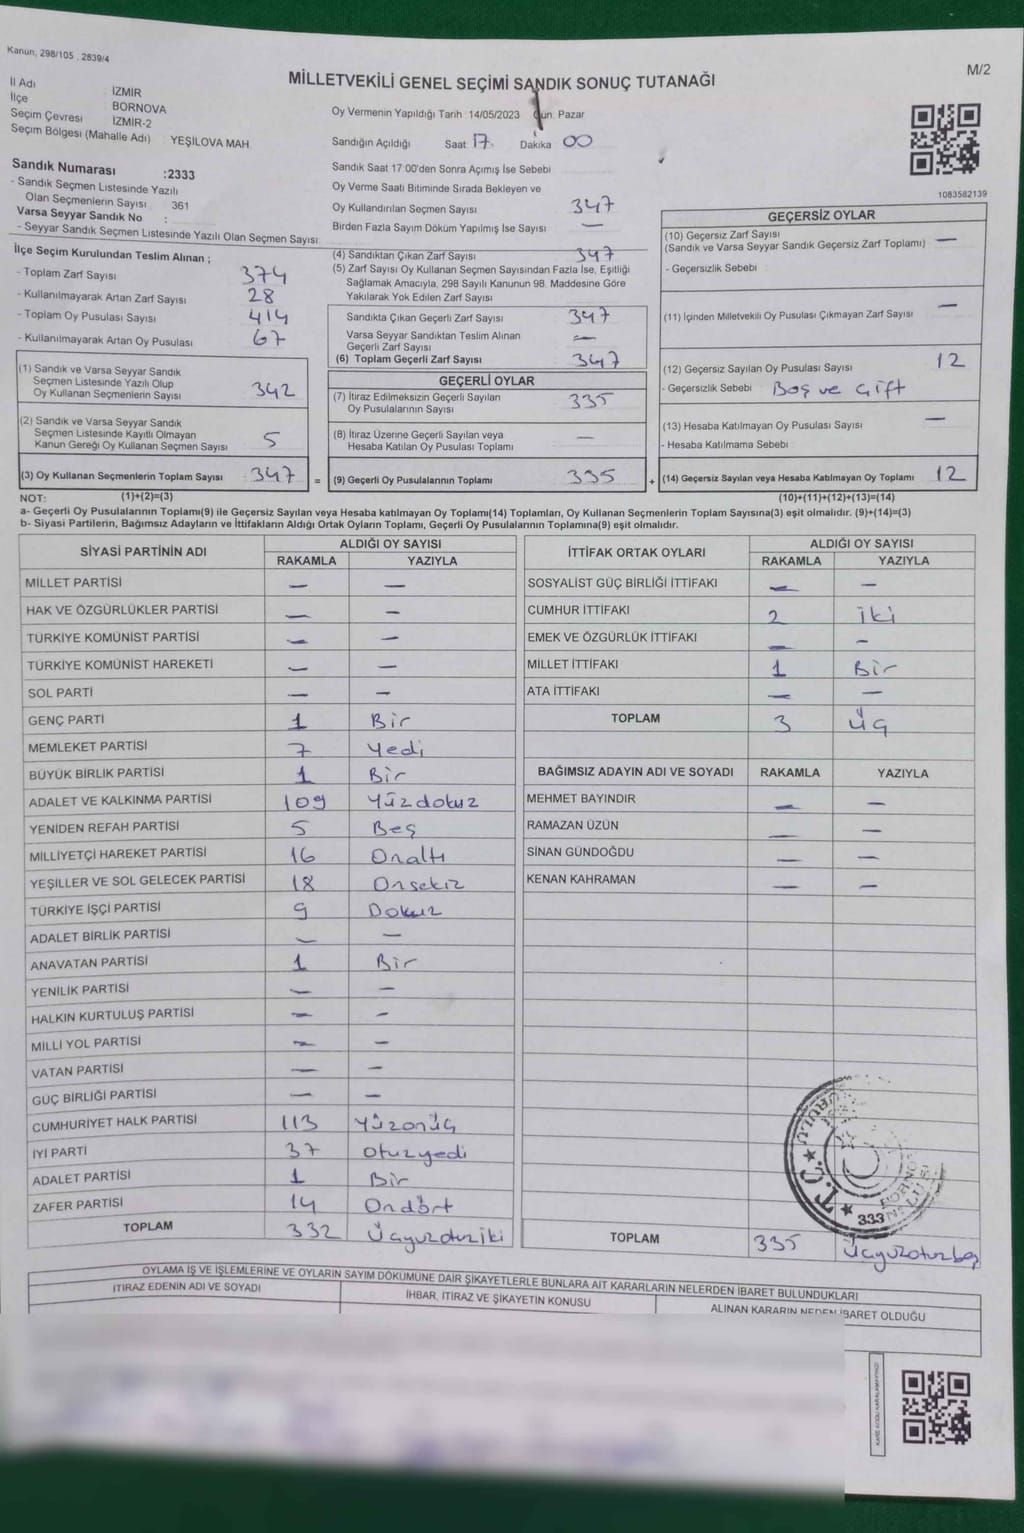 Kanun, 298/105 , 2839/4
M/2
MİLLETVEKİLİ GENEL SEÇİMİ SANDIK SONUÇ TUTANAĞI
İl Adı İZMİR
İlçe BORNOVA
Seçim Çevresi İZMİR-2
Seçim Bölgesi (Mahalle Adı) YEŞİLOVA MAH.
Sandık Numarası :2333
- Sandık Seçmen Listesinde Yazılı
Olan Seçmenlerin Sayısı 361
Varsa Seyyar Sandık No :
- Seyyar Sandık Seçmen Listesinde Yazılı Olan Seçmen Sayısı:
İlçe Seçim Kurulundan Teslim Alınan ;
- Toplam Zarf Sayısı 374
- Kullanılmayarak Artan Zarf Sayısı 28
- Toplam Oy Pusulası Sayısı 414
- Kullanılmayarak Artan Oy Pusulası 67
(1) Sandık ve Varsa Seyyar Sandık
Seçmen Listesinde Yazılı Olup
Oy Kullanan Seçmenlerin Sayısı 342
(2) Sandık ve Varsa Seyyar Sandık
Seçmen Listesinde Kayıtlı Olmayan
Kanun Gereği Oy Kullanan Seçmen Sayısı 5
(3) Oy Kullanan Seçmenlerin Toplam Sayısı 347 =
Oy Vermenin Yapıldığı Tarih 14/05/2023 Gün: Pazar
Sandığın Açıldığı Saat 17. Dakika 00
Sandık Saat 17:00'den Sonra Açımış İse Sebebi
Oy Verme Saati Bitiminde Sırada Bekleyen ve
Oy Kullandırılan Seçmen Sayısı 347
Birden Fazla Sayım Döküm Yapılmış İse Sayısı —
(4) Sandıktan Çıkan Zarf Sayısı 347
(5) Zarf Sayısı Oy Kullanan Seçmen Sayısından Fazla İse, Eşitliği
Sağlamak Amacıyla, 298 Sayılı Kanunun 98. Maddesine Göre
Yakılarak Yok Edilen Zarf Sayısı
Sandıkta Çıkan Geçerli Zarf Sayısı 347
Varsa Seyyar Sandıktan Teslim Alınan —
Geçerli Zarf Sayısı
(6) Toplam Geçerli Zarf Sayısı 347
GEÇERLİ OYLAR
(7) İtiraz Edilmeksizin Geçerli Sayılan 335
Oy Pusulalarının Sayısı
(8) İtiraz Üzerine Geçerli Sayılan veya —
Hesaba Katılan Oy Pusulası Toplamı
(9) Geçerli Oy Pusulalarının Toplamı 335 +
1083582139
GEÇERSİZ OYLAR
(10) Geçersiz Zarf Sayısı —
(Sandık ve Varsa Seyyar Sandık Geçersiz Zarf Toplamı)
- Geçersizlik Sebebi
(11) İçinden Milletvekili Oy Pusulası Çıkmayan Zarf Sayısı —
(12) Geçersiz Sayılan Oy Pusulası Sayısı 12
- Geçersizlik Sebebi Boş ve Çift
(13) Hesaba Katılmayan Oy Pusulası Sayısı —
- Hesaba Katılmama Sebebi
(14) Geçersiz Sayılan veya Hesaba Katılmayan Oy Toplamı 12
NOT: (1)+(2)=(3) (10)+(11)+(12)+(13)=(14)
a- Geçerli Oy Pusulalarının Toplamı(9) ile Geçersiz Sayılan veya Hesaba Katılmayan Oy Toplamı(14) Toplamları, Oy Kullanan Seçmenlerin Toplam Sayısına(3) eşit olmalıdır. (9)+(14)=(3)
b- Siyasi Partilerin, Bağımsız Adayların ve İttifakların Aldığı Ortak Oyların Toplamı, Geçerli Oy Pusulalarının Toplamına(9) eşit olmalıdır.
SİYASİ PARTİNİN ADI ALDIĞI OY SAYISI
RAKAMLA YAZIYLA
MİLLET PARTİSİ — —
HAK VE ÖZGÜRLÜKLER PARTİSİ — —
TÜRKİYE KOMÜNİST PARTİSİ — —
TÜRKİYE KOMÜNİST HAREKETİ — —
SOL PARTİ — —
GENÇ PARTİ 1 Bir
MEMLEKET PARTİSİ 7 Yedi
BÜYÜK BİRLİK PARTİSİ 1 Bir
ADALET VE KALKINMA PARTİSİ 109 Yüzdokuz
YENİDEN REFAH PARTİSİ 5 Beş
MİLLİYETÇİ HAREKET PARTİSİ 16 Onaltı
YEŞİLLER VE SOL GELECEK PARTİSİ 18 Onsekiz
TÜRKİYE İŞÇİ PARTİSİ 9 Dokuz
ADALET BİRLİK PARTİSİ — —
ANAVATAN PARTİSİ 1 Bir
YENİLİK PARTİSİ — —
HALKIN KURTULUŞ PARTİSİ — —
MİLLİ YOL PARTİSİ — —
VATAN PARTİSİ — —
GÜÇ BİRLİĞİ PARTİSİ — —
CUMHURİYET HALK PARTİSİ 113 Yüzonüç
İYİ PARTİ 37 Otuzyedi
ADALET PARTİSİ 1 Bir
ZAFER PARTİSİ 14 Ondört
TOPLAM 332 Üçyüzotuziki
İTTİFAK ORTAK OYLARI ALDIĞI OY SAYISI
RAKAMLA YAZIYLA
SOSYALİST GÜÇ BİRLİĞİ İTTİFAKI — —
CUMHUR İTTİFAKI 2 İki
EMEK VE ÖZGÜRLÜK İTTİFAKI — —
MİLLET İTTİFAKI 1 Bir
ATA İTTİFAKI — —
TOPLAM 3 Üç
BAĞIMSIZ ADAYIN ADI VE SOYADI RAKAMLA YAZIYLA
MEHMET BAYINDIR — —
RAMAZAN ÜZÜN — —
SİNAN GÜNDOĞDU — —
KENAN KAHRAMAN — —
T.C.
333
TOPLAM 335 Üçyüzotuzbeş
OYLAMA İŞ VE İŞLEMLERİNE VE OYLARIN SAYIM DÖKÜMÜNE DAİR ŞİKAYETLERLE BUNLARA AİT KARARLARIN NELERDEN İBARET BULUNDUKLARI
İTİRAZ EDENİN ADI VE SOYADI İHBAR, İTİRAZ VE ŞİKAYETİN KONUSU ALINAN KARARIN NEDEN İBARET OLDUĞU